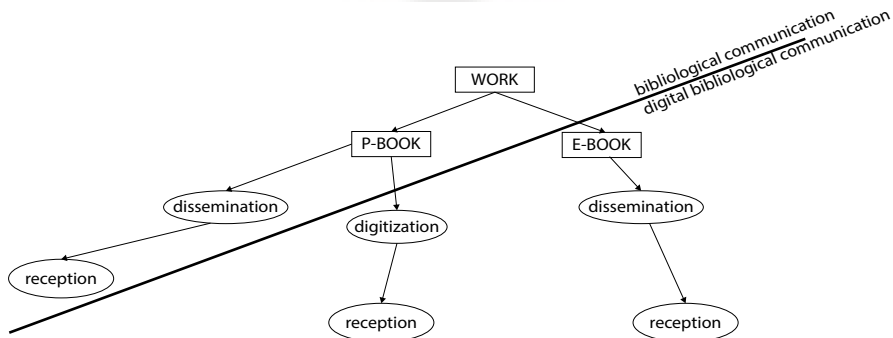 bibliological communication
digital bibliological communication
WORK
P-BOOK
E-BOOK
dissemination
dissemination
digitization
reception
reception
reception